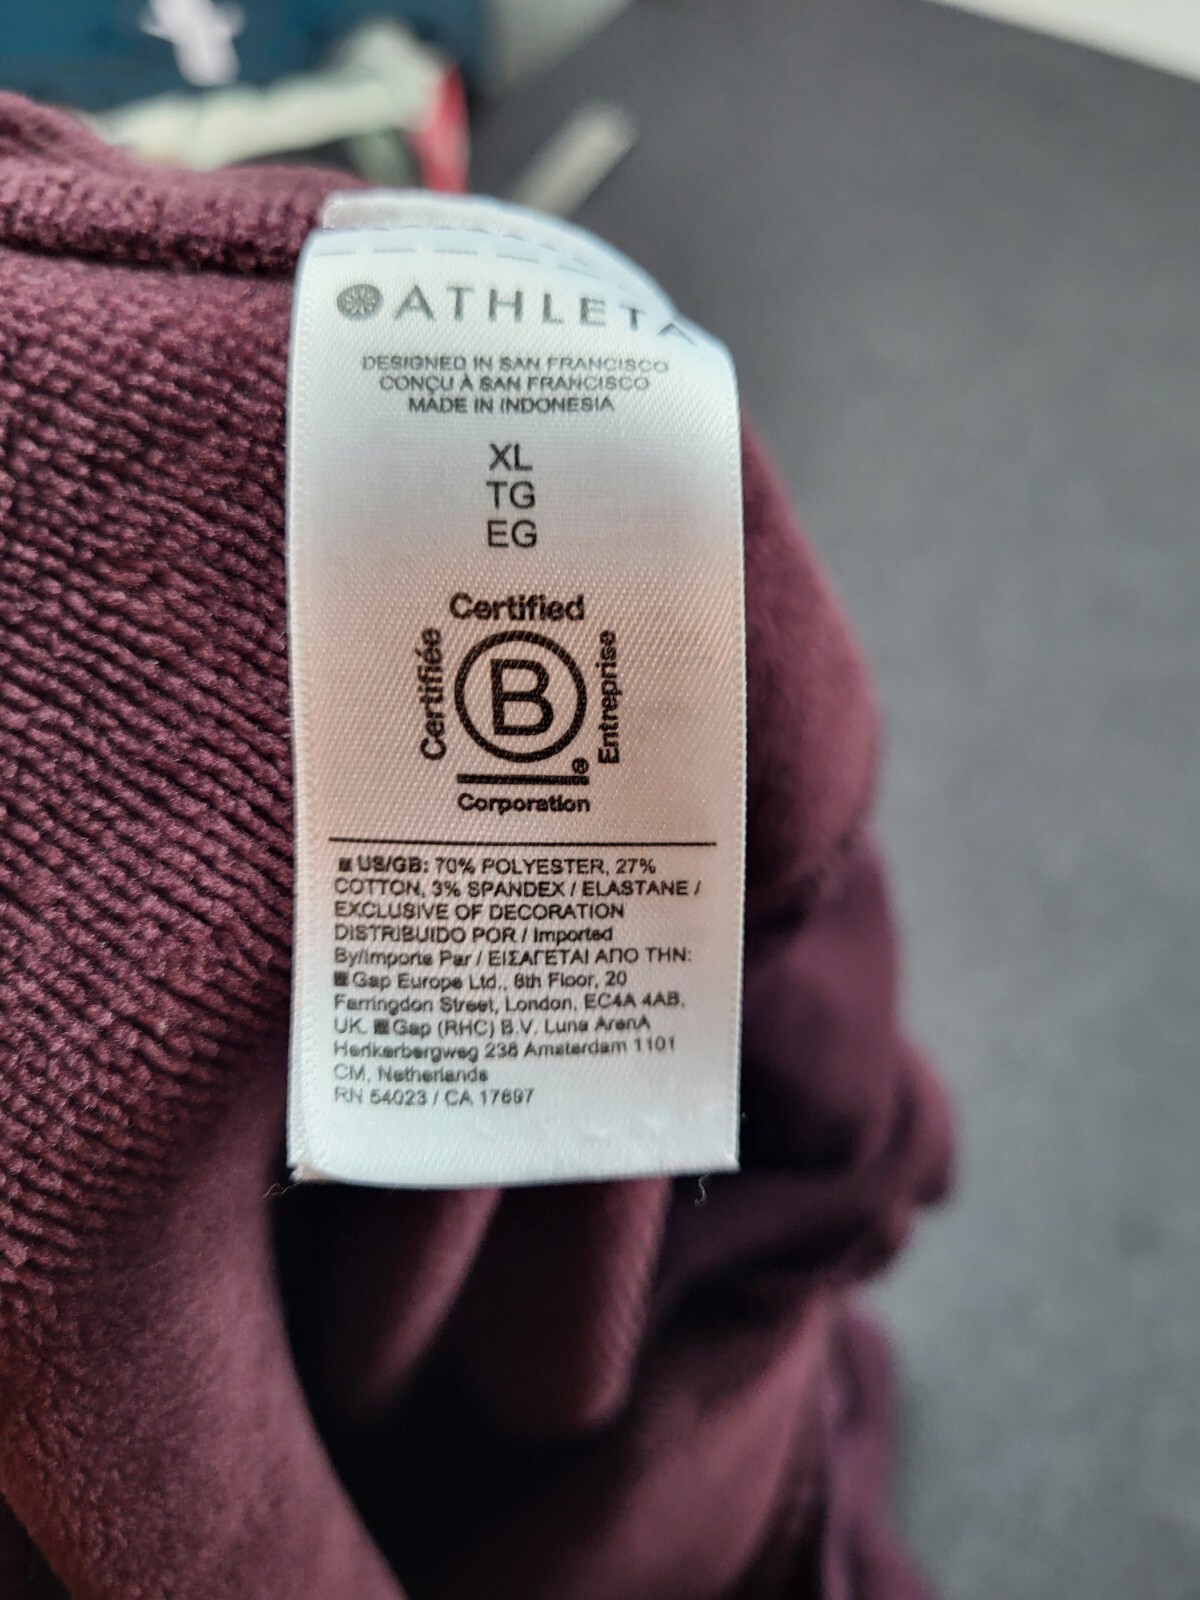 ATHLETA
DESIGNED IN SAN FRANCISCO
CONÇU À SAN FRANCISCO
MADE IN INDONESIA
XL
TG
EG
Certified
Certifiée
B
Entreprise
®
Corporation
US/GB: 70% POLYESTER, 27%
COTTON, 3% SPANDEX / ELASTANE /
EXCLUSIVE OF DECORATION
DISTRIBUIDO POR / Imported
By/Importe Par / ΕΙΣΑΓΕΤΑΙ ΑΠΟ ΤΗΝ:
Gap Europe Ltd., 6th Floor, 20
Farringdon Street, London, EC4A 4AB,
UK. Gap (RHC) B.V. Luna ArenA
Herikerbergweg 238 Amsterdam 1101
CM, Netherlands
RN 54023 / CA 17697